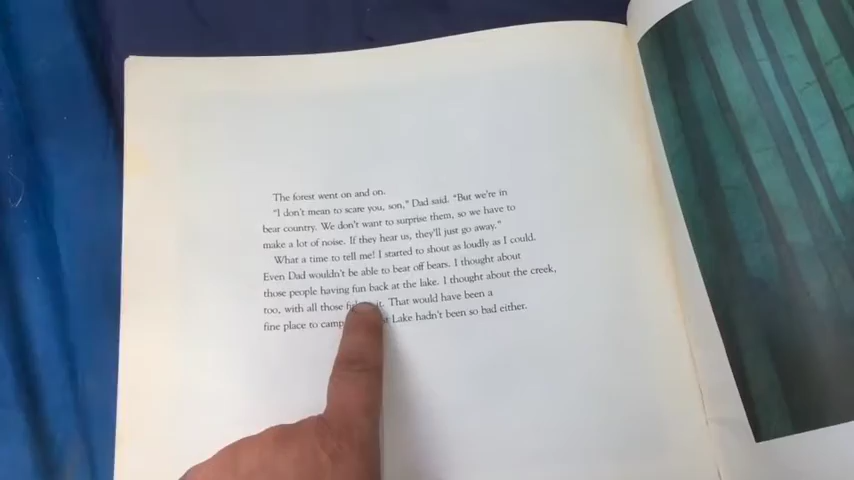 The forest went on and on.
"I don't mean to scare you, son," Dad said. "But we're in
bear country. We don't want to surprise them, so we have to
make a lot of noise. If they hear us, they'll just go away."
What a time to tell me! I started to shout as loudly as I could.
Even Dad wouldn't be able to beat off bears. I thought about
those people having fun back at the lake. I thought about the creek,
too, with all those it. That would have been a
fine place to camp Lake hadn't been so bad either.